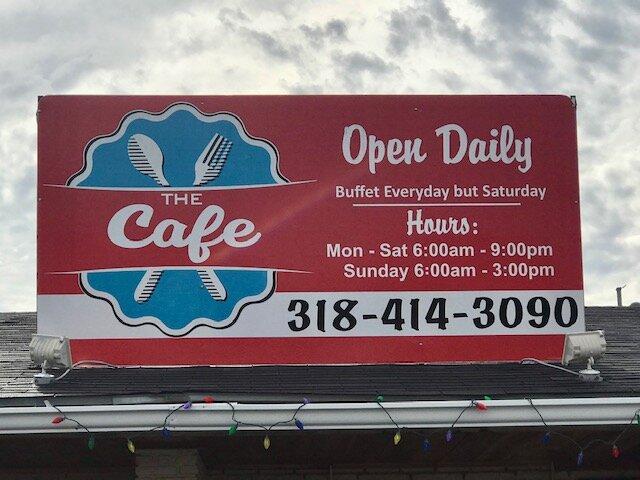 THE
Cafe
Open Daily
Buffet Everyday but Saturday
Hours:
Mon - Sat 6:00am - 9:00pm
Sunday 6:00am - 3:00pm
318-414-3090